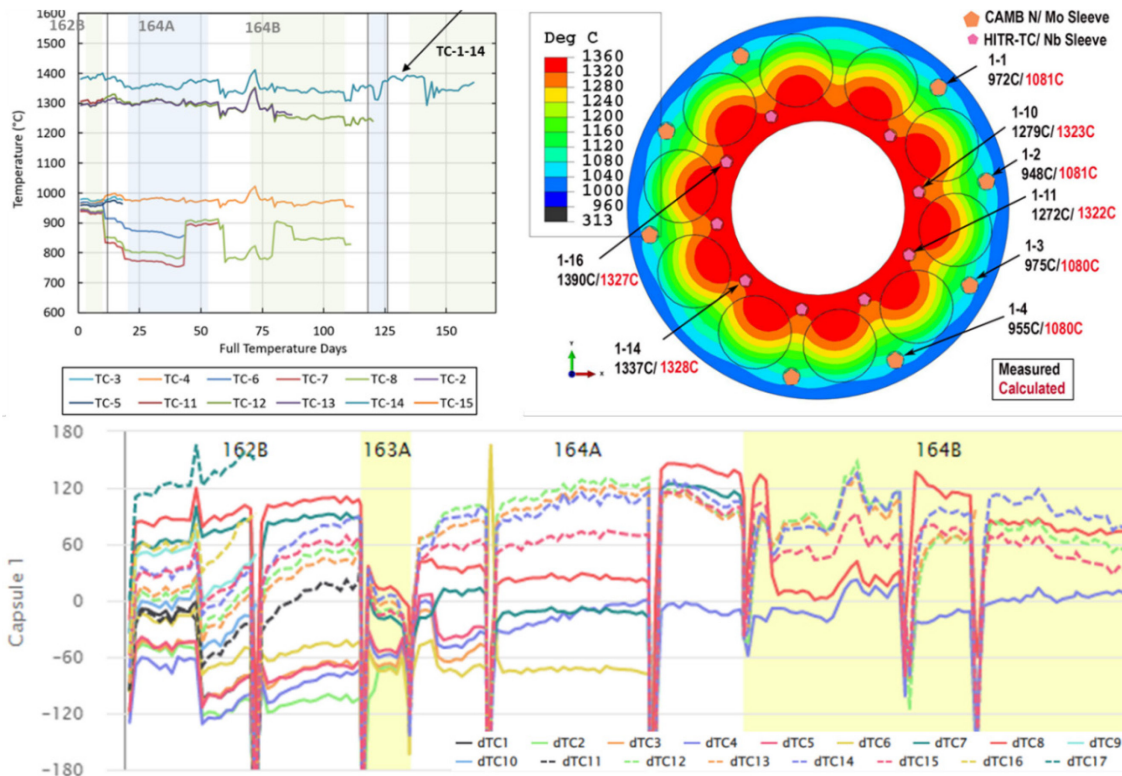 1600
1500
1400
1300
1200
1100
1000
900
800
700
600
Temperature (°C)
162B
164A
164B
TC-1-14
0
25
50
75
100
125
150
Full Temperature Days
TC-3
TC-4
TC-6
TC-7
TC-8
TC-2
TC-5
TC-11
TC-12
TC-13
TC-14
TC-15
Deg C
1360
1320
1280
1240
1200
1160
1120
1080
1040
1000
960
313
CAMB N/ Mo Sleeve
HITR-TC/ Nb Sleeve
1-1
972C/1081C
1-10
1279C/1323C
1-2
948C/1081C
1-11
1272C/1322C
1-3
975C/1080C
1-4
955C/1080C
1-16
1390C/1327C
1-14
1337C/ 1328C
Y
X
Measured
Calculated
Capsule 1
180
120
60
0
-60
-120
-180
162B
163A
164A
164B
dTC1
dTC2
dTC3
dTC4
dTC5
dTC6
dTC7
dTC8
dTC9
dTC10
dTC11
dTC12
dTC13
dTC14
dTC15
dTC16
dTC17